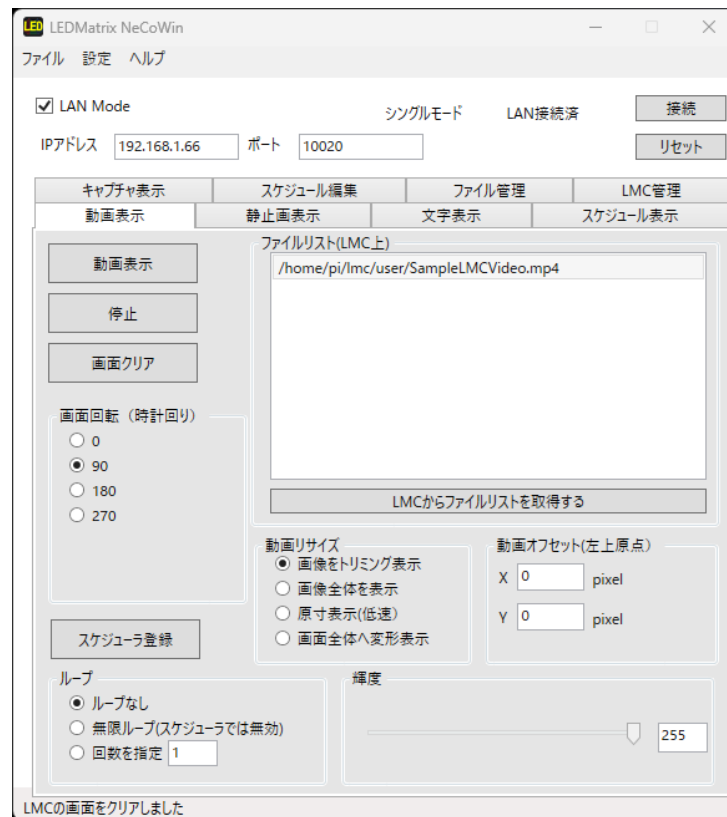 LED LEDMatrix NeCoWin
ファイル 設定 ヘルプ
LAN Mode シングルモード LAN接続済 接続
IPアドレス 192.168.1.66 ポート 10020 リセット
キャプチャ表示 スケジュール編集 ファイル管理 LMC管理
動画表示 静止画表示 文字表示 スケジュール表示
動画表示
停止
画面クリア
ファイルリスト(LMC上)
/home/pi/lmc/user/SampleLMCVideo.mp4
LMCからファイルリストを取得する
画面回転（時計回り）
0
90
180
270
動画リサイズ
画像をトリミング表示
画像全体を表示
原寸表示(低速)
画面全体へ変形表示
動画オフセット(左上原点）
X 0 pixel
Y 0 pixel
スケジューラ登録
ループ
ループなし
無限ループ(スケジューラでは無効)
回数を指定 1
輝度
255
LMCの画面をクリアしました